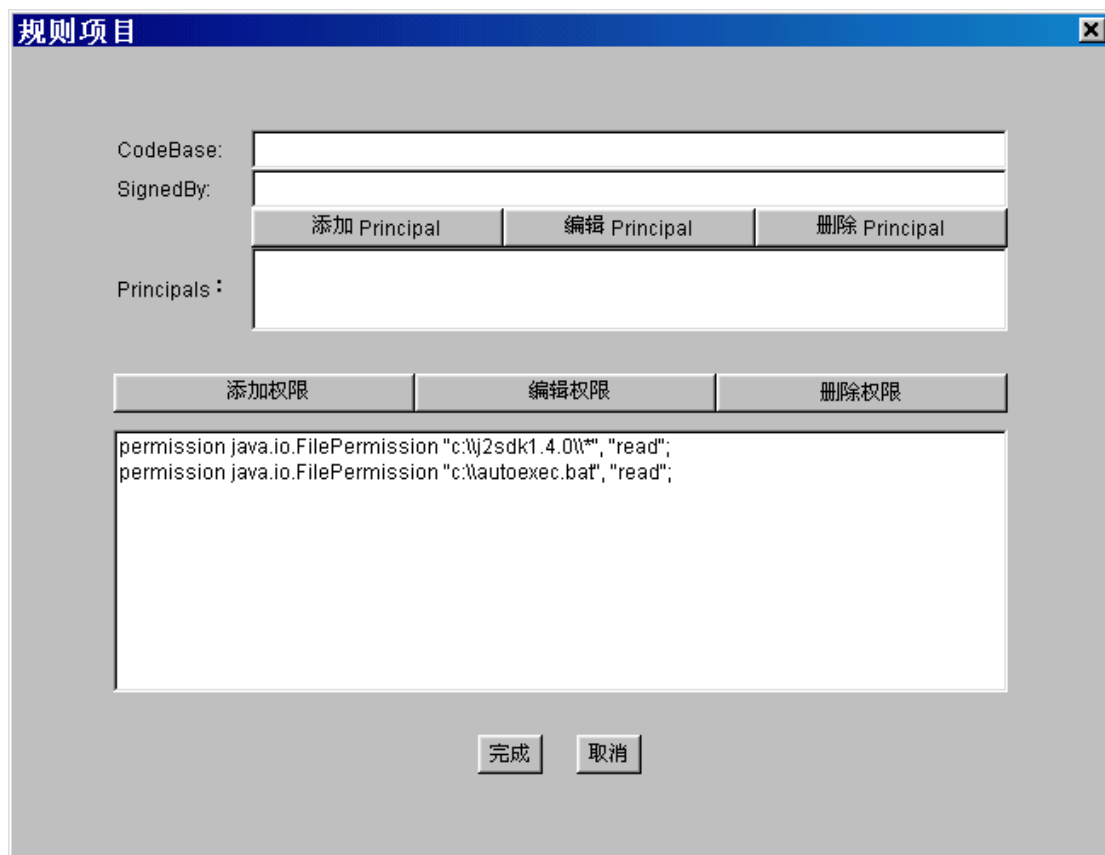 规则项目
CodeBase:
SignedBy:
添加 Principal 编辑 Principal 删除 Principal
Principals：
添加权限 编辑权限 删除权限
permission java.io.FilePermission "c:\\j2sdk1.4.0\\*", "read";
permission java.io.FilePermission "c:\\autoexec.bat", "read";
完成 取消